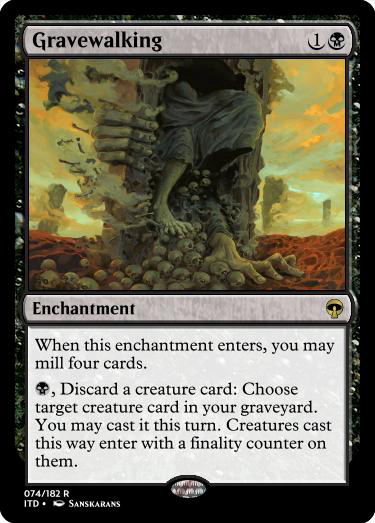 Gravewalking 1
Enchantment
When this enchantment enters, you may
mill four cards.
, Discard a creature card: Choose
target creature card in your graveyard.
You may cast it this turn. Creatures cast
this way enter with a finality counter on
them.
074/182 R
ITD • Sanskarans